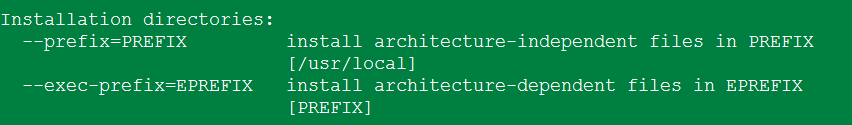 Installation directories:
  --prefix=PREFIX         install architecture-independent files in PREFIX
                          [/usr/local]
  --exec-prefix=EPREFIX   install architecture-dependent files in EPREFIX
                          [PREFIX]